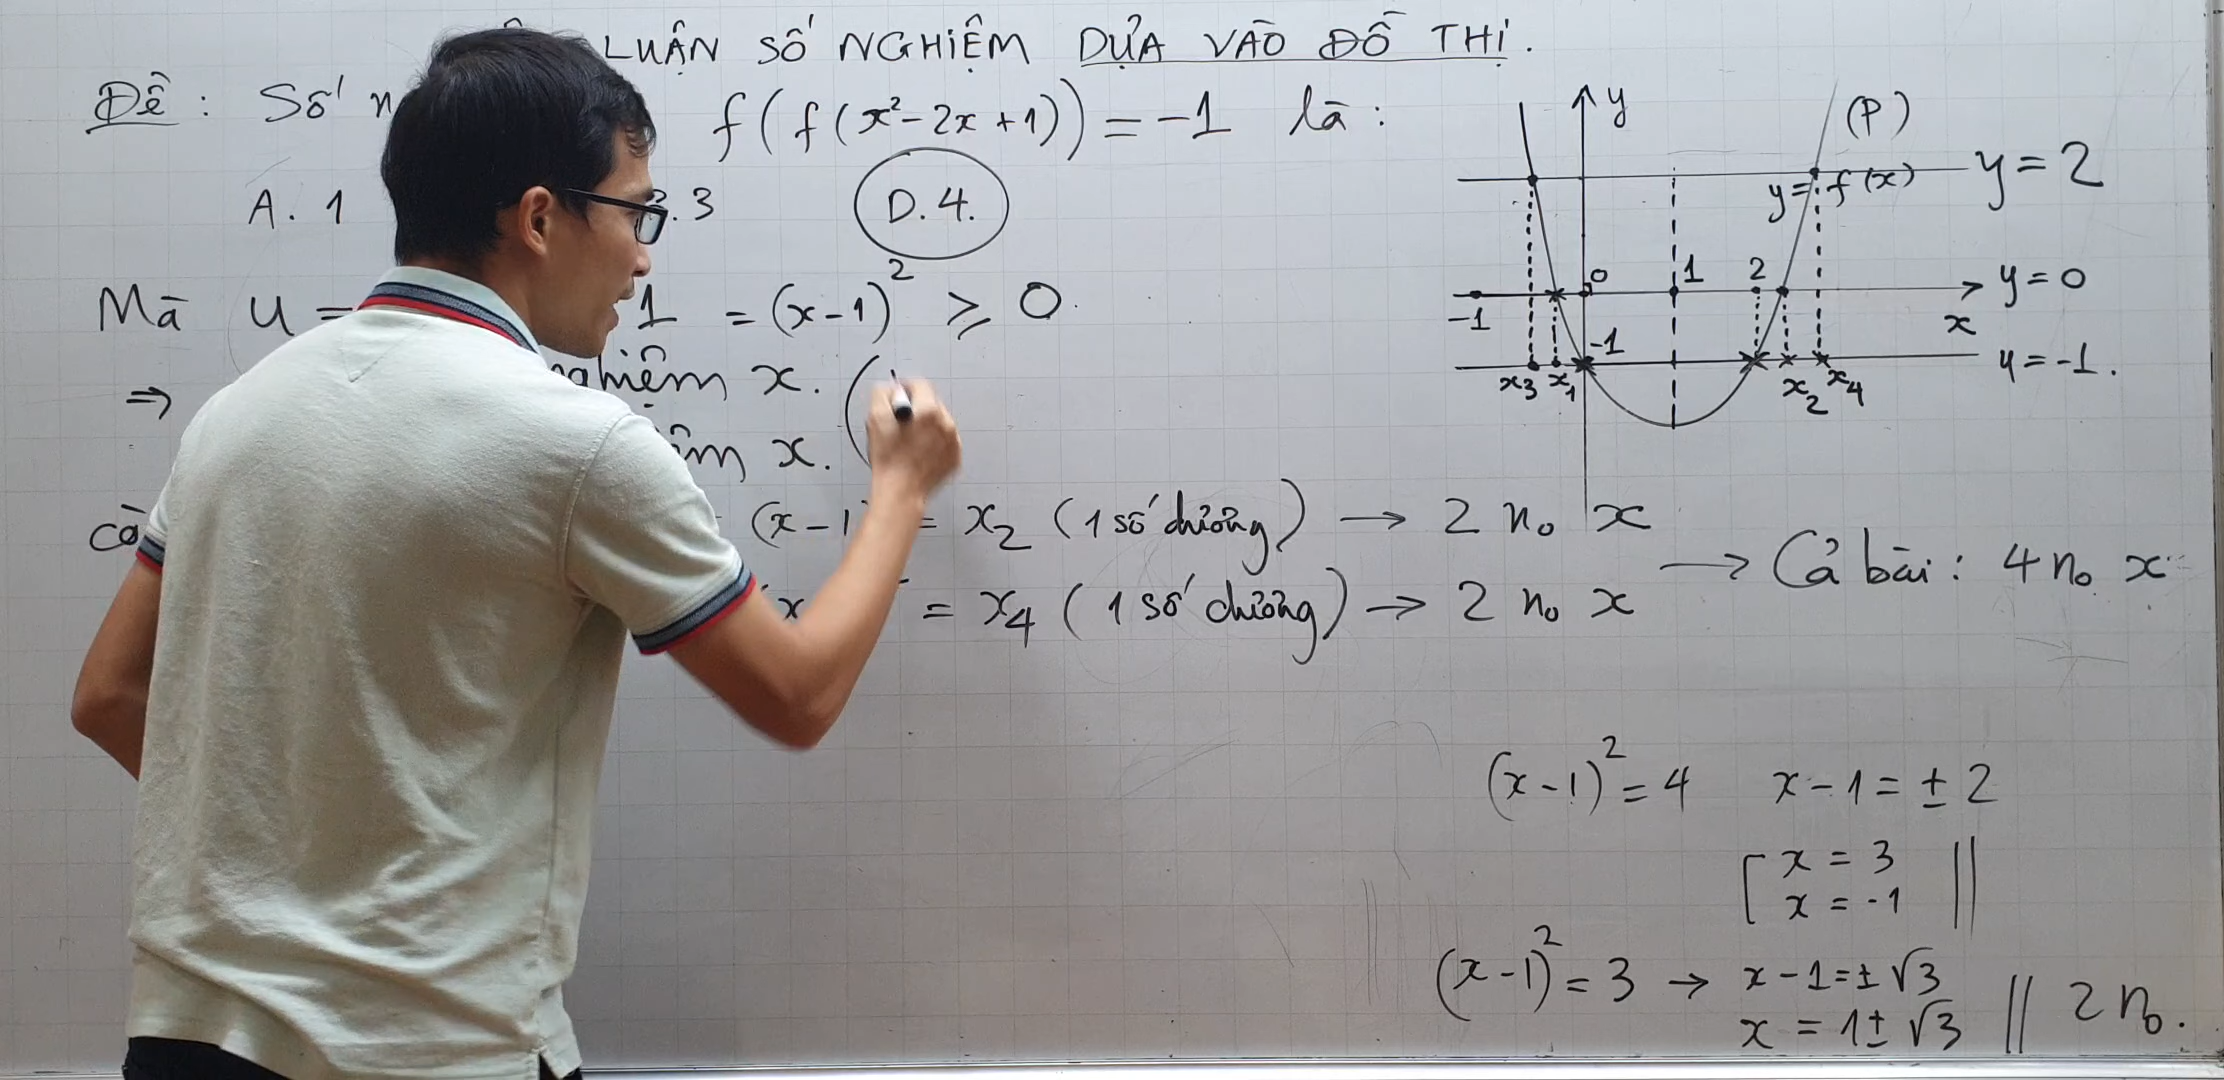 LUẬN SỐ NGHIỆM DỰA VÀO ĐỒ THỊ.
Đề: Số n f(f(x²-2x+1)) = -1 là:
A. 1 3. 3 D. 4.
Mà U = 1 = (x-1)² ≥ 0
⇒ nghiệm x. (
x. (
(x-1 = x₂ (1 số dương) → 2 n₀ x
→ Cả bài: 4 n₀ x
x = x₄ (1 số dương) → 2 n₀ x
y
(P)
y = f(x)
y = 2
-1 0 1 2
x
y = 0
-1
y = -1.
x₃ x₁ x₂ x₄
(x-1)² = 4 x-1 = ±2
[ x = 3
x = -1 ||
(x-1)² = 3 → x-1 = ±√3
x = 1±√3 || 2 n₀.